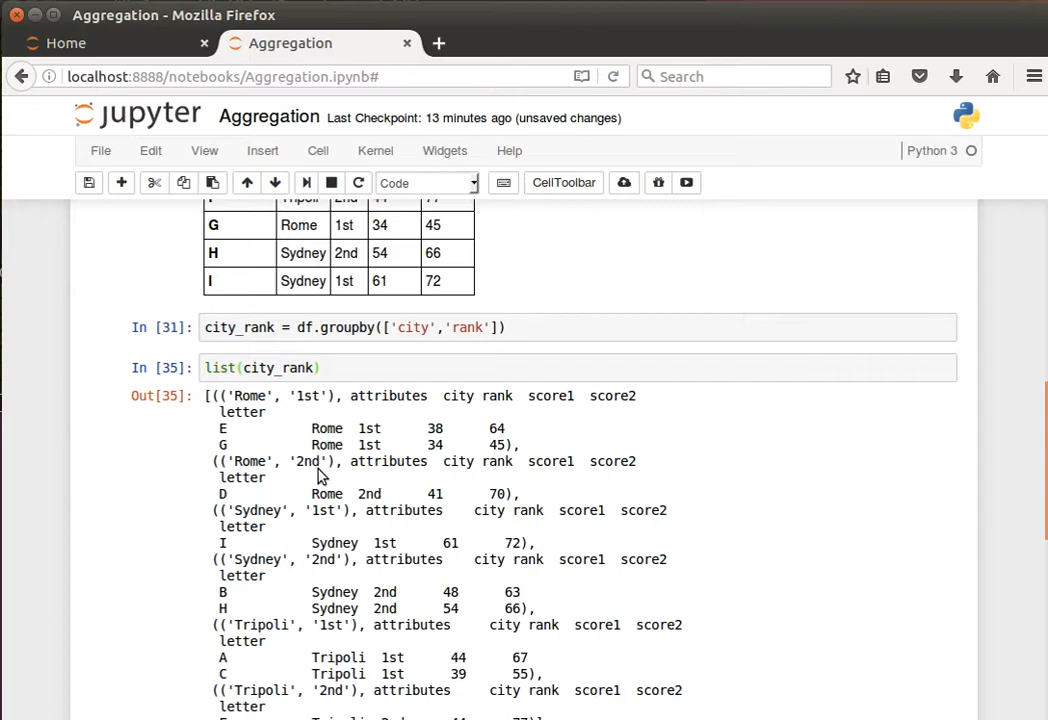 Aggregation - Mozilla Firefox
Home
Aggregation
localhost:8888/notebooks/Aggregation.ipynb#
Search
jupyter Aggregation Last Checkpoint: 13 minutes ago (unsaved changes)
File Edit View Insert Cell Kernel Widgets Help Python 3
Code CellToolbar
G Rome 1st 34 45
H Sydney 2nd 54 66
I Sydney 1st 61 72
In [31]: city_rank = df.groupby(['city','rank'])
In [35]: list(city_rank)
Out[35]: [(('Rome', '1st'), attributes city rank score1 score2
letter
E Rome 1st 38 64
G Rome 1st 34 45),
(('Rome', '2nd'), attributes city rank score1 score2
letter
D Rome 2nd 41 70),
(('Sydney', '1st'), attributes city rank score1 score2
letter
I Sydney 1st 61 72),
(('Sydney', '2nd'), attributes city rank score1 score2
letter
B Sydney 2nd 48 63
H Sydney 2nd 54 66),
(('Tripoli', '1st'), attributes city rank score1 score2
letter
A Tripoli 1st 44 67
C Tripoli 1st 39 55),
(('Tripoli', '2nd'), attributes city rank score1 score2
letter